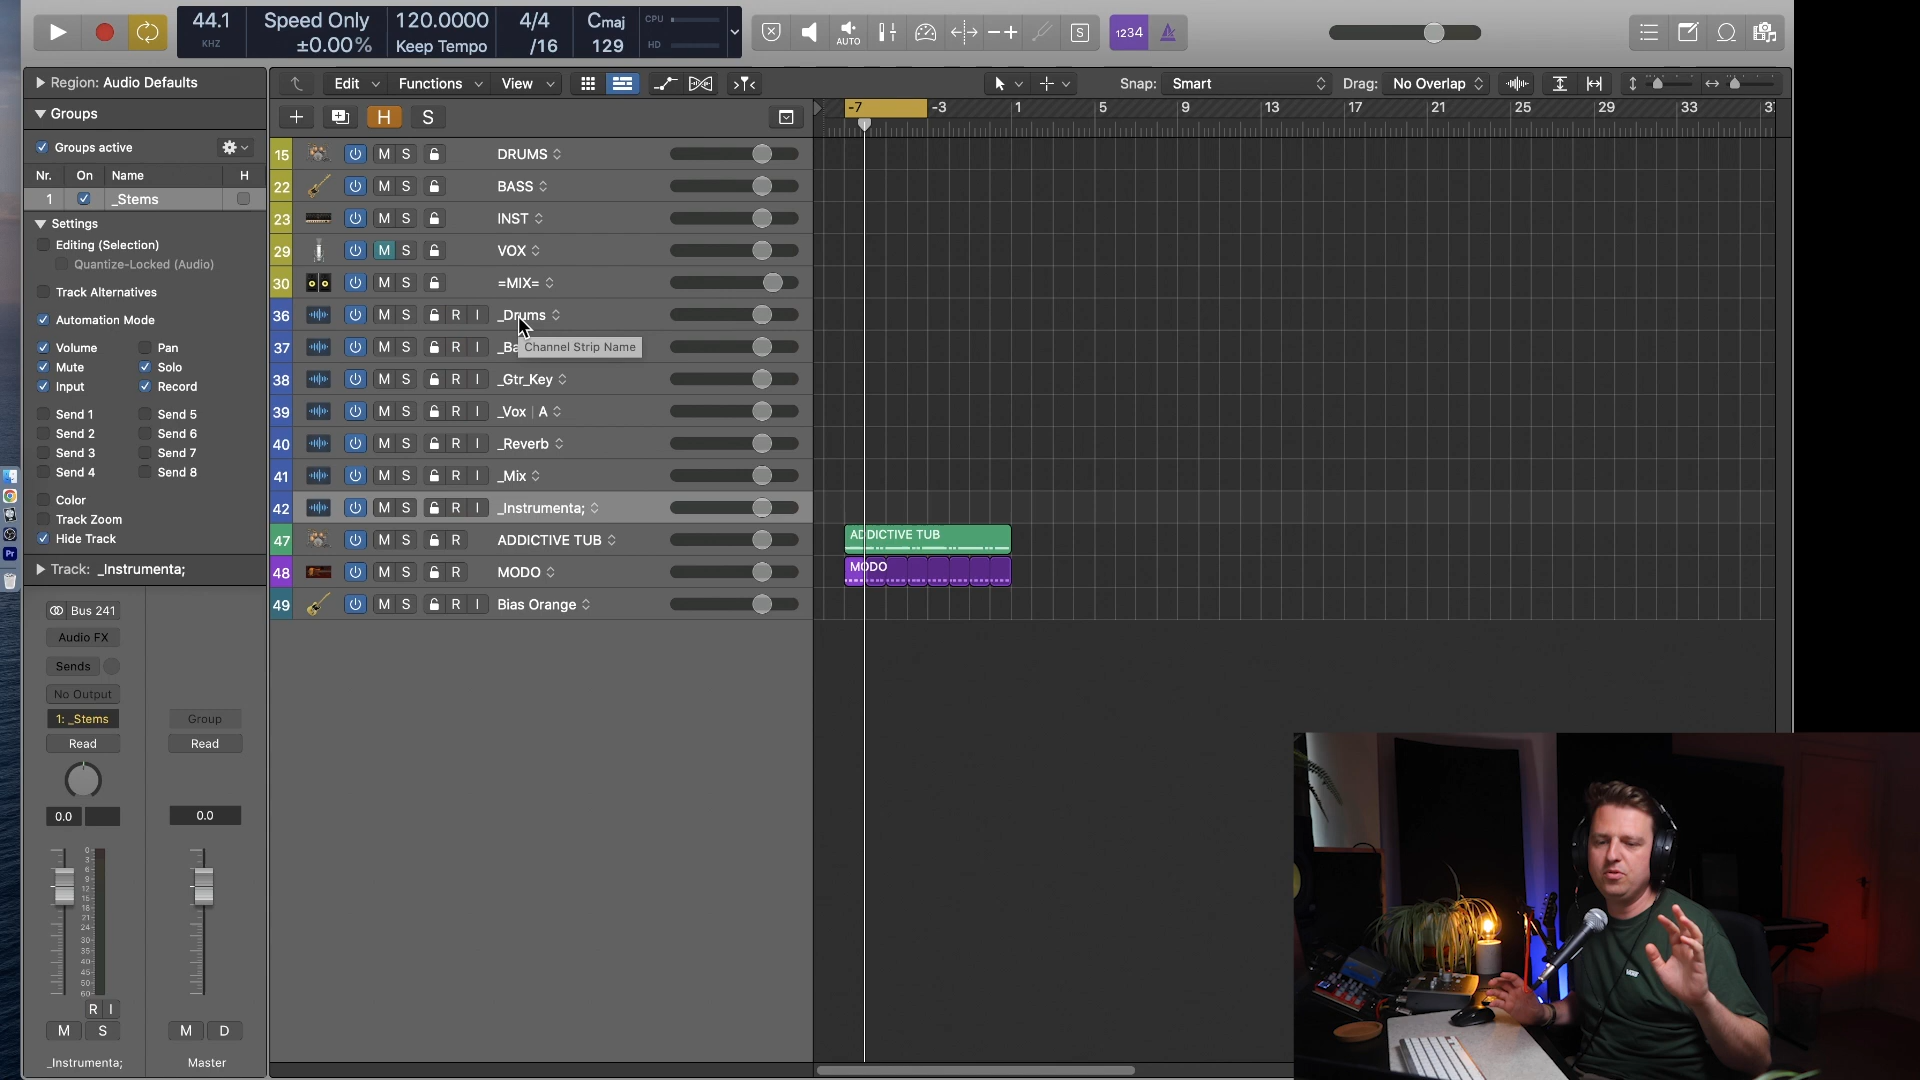 44.1 KHZ Speed Only ±0.00% 120.0000 Keep Tempo 4/4 /16 Cmaj 129 CPU HD
AUTO 1234 S
Region: Audio Defaults
Edit Functions View Snap: Smart Drag: No Overlap
Groups
H S
-7 -3 1 5 9 13 17 21 25 29 33
Groups active
Nr. On Name H
1 _Stems
Settings
Editing (Selection)
Quantize-Locked (Audio)
Track Alternatives
Automation Mode
Volume Pan
Mute Solo
Input Record
Send 1 Send 5
Send 2 Send 6
Send 3 Send 7
Send 4 Send 8
Color
Track Zoom
Hide Track
Track: _Instrumenta;
Bus 241
Audio FX
Sends
No Output
1: _Stems Group
Read Read
0.0 0.0
R I
M S M D
_Instrumenta; Master
15 M S DRUMS
22 M S BASS
23 M S INST
29 M S VOX
30 M S =MIX=
36 M S R I _Drums
37 M S R I _Ba
Channel Strip Name
38 M S R I _Gtr_Key
39 M S R I _Vox A
40 M S R I _Reverb
41 M S R I _Mix
42 M S R I _Instrumenta;
47 M S R ADDICTIVE TUB
48 M S R MODO
49 M S R I Bias Orange
ADDICTIVE TUB
MODO
Pr